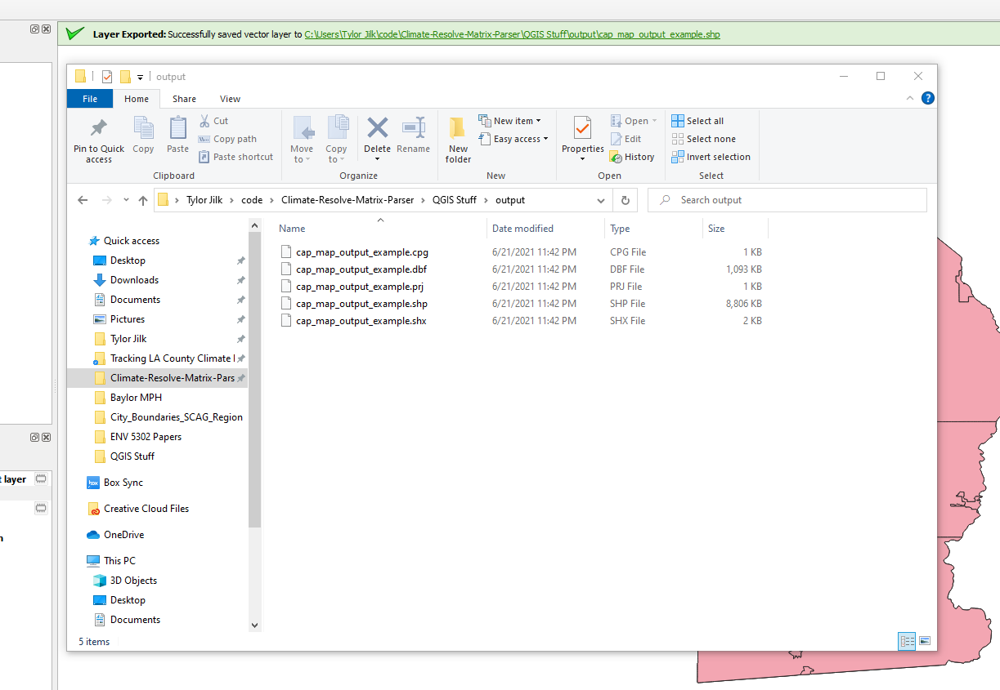 Layer Exported: Successfully saved vector layer to C:\Users\Tylor Jilk\code\Climate-Resolve-Matrix-Parser\QGIS Stuff\output\cap_map_output_example.shp
output
File Home Share View
Pin to Quick access
Copy
Paste
Cut
Copy path
Paste shortcut
Clipboard
Move to
Copy to
Delete
Rename
Organize
New folder
New item
Easy access
New
Properties
Open
Edit
History
Open
Select all
Select none
Invert selection
Select
Tylor Jilk > code > Climate-Resolve-Matrix-Parser > QGIS Stuff > output
Search output
Quick access
Desktop
Downloads
Documents
Pictures
Tylor Jilk
Tracking LA County Climate
Climate-Resolve-Matrix-Pars
Baylor MPH
City_Boundaries_SCAG_Region
ENV 5302 Papers
QGIS Stuff
Box Sync
Creative Cloud Files
OneDrive
This PC
3D Objects
Desktop
Documents
Name Date modified Type Size
cap_map_output_example.cpg 6/21/2021 11:42 PM CPG File 1 KB
cap_map_output_example.dbf 6/21/2021 11:42 PM DBF File 1,093 KB
cap_map_output_example.prj 6/21/2021 11:42 PM PRJ File 1 KB
cap_map_output_example.shp 6/21/2021 11:42 PM SHP File 8,806 KB
cap_map_output_example.shx 6/21/2021 11:42 PM SHX File 2 KB
5 items
layer